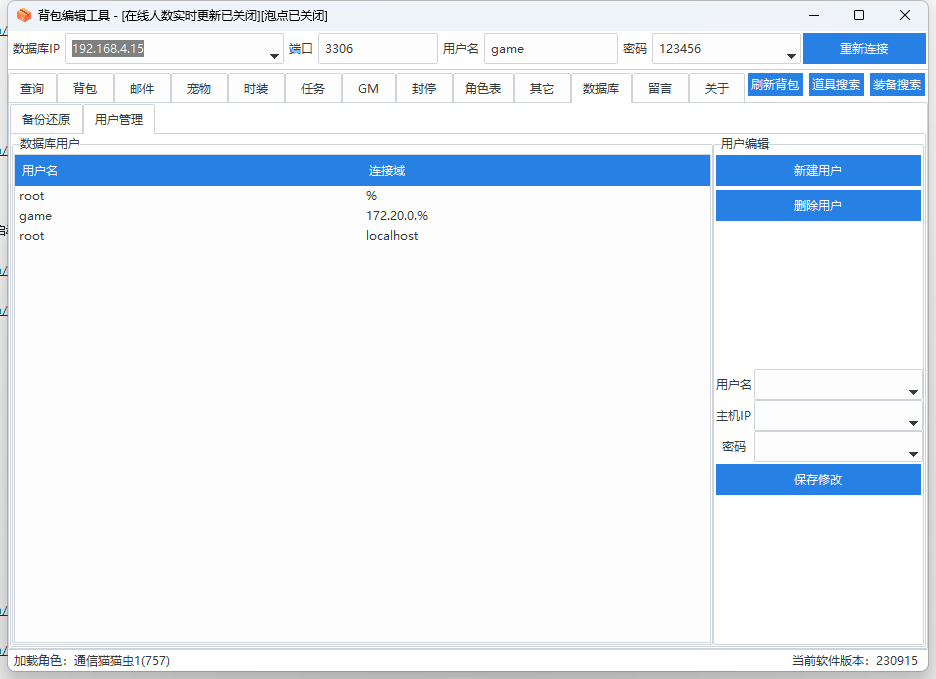 背包编辑工具 - [在线人数实时更新已关闭][泡点已关闭]
数据库IP 192.168.4.15 端口 3306 用户名 game 密码 123456 重新连接
查询 背包 邮件 宠物 时装 任务 GM 封停 角色表 其它 数据库 留言 关于 刷新背包 道具搜索 装备搜索
备份还原 用户管理
数据库用户 用户编辑
用户名 连接域 新建用户
root %
game 172.20.0.% 删除用户
root localhost
用户名
主机IP
密码
保存修改
加载角色：通信猫猫虫1(757) 当前软件版本：230915